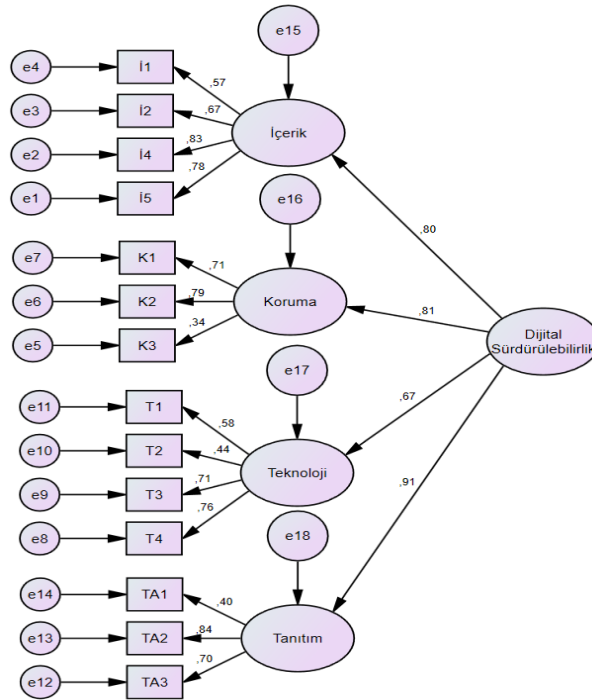 e15
e4
İ1
,57
e3
İ2
,67
İçerik
e2
İ4
,83
e1
İ5
,78
e16
,80
e7
K1
,71
e6
K2
,79
Koruma
,81
e5
K3
,34
Dijital
Sürdürülebilirlik
e17
,67
e11
T1
,58
e10
T2
,44
Teknoloji
e9
T3
,71
,91
e8
T4
,76
e18
e14
TA1
,40
e13
TA2
,84
Tanıtım
e12
TA3
,70